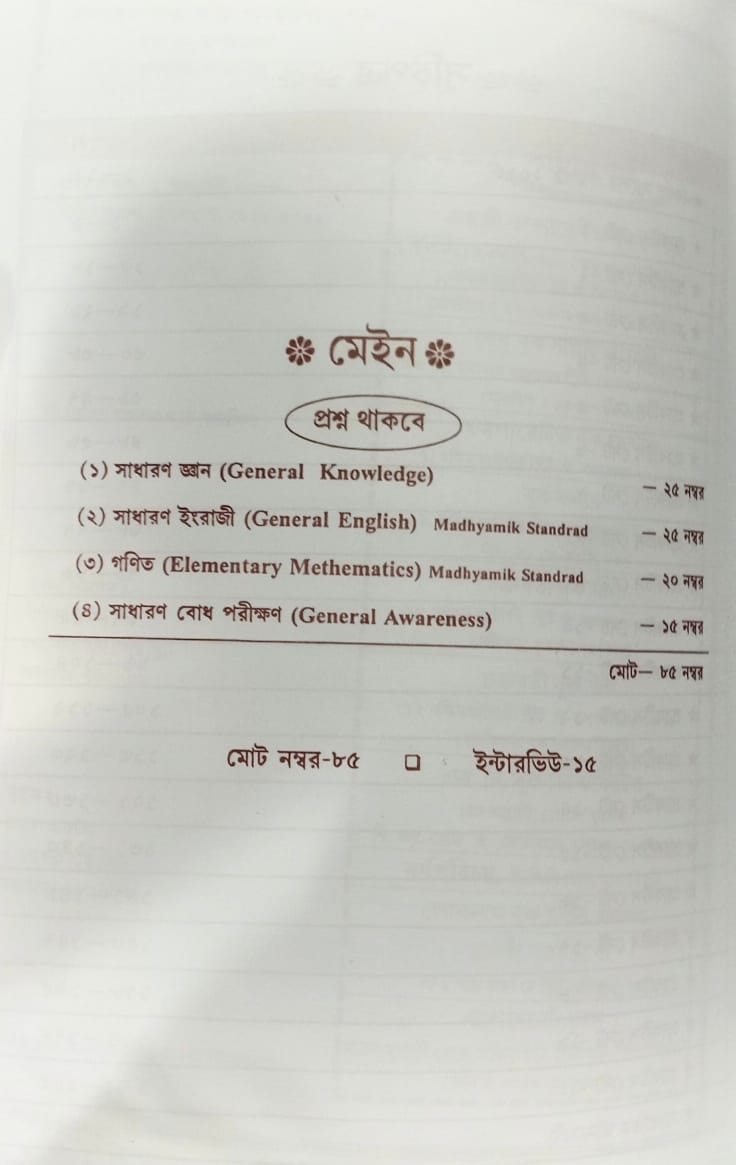 মেইন
প্রশ্ন থাকবে
(১) সাধারণ জ্ঞান (General Knowledge) — ২৫ নম্বর
(২) সাধারণ ইংরাজী (General English) Madhyamik Standrad — ২৫ নম্বর
(৩) গণিত (Elementary Methematics) Madhyamik Standrad — ২০ নম্বর
(৪) সাধারণ বোধ পরীক্ষণ (General Awareness) — ১৫ নম্বর
মোট— ৮৫ নম্বর
মোট নম্বর-৮৫ □ ইন্টারভিউ-১৫